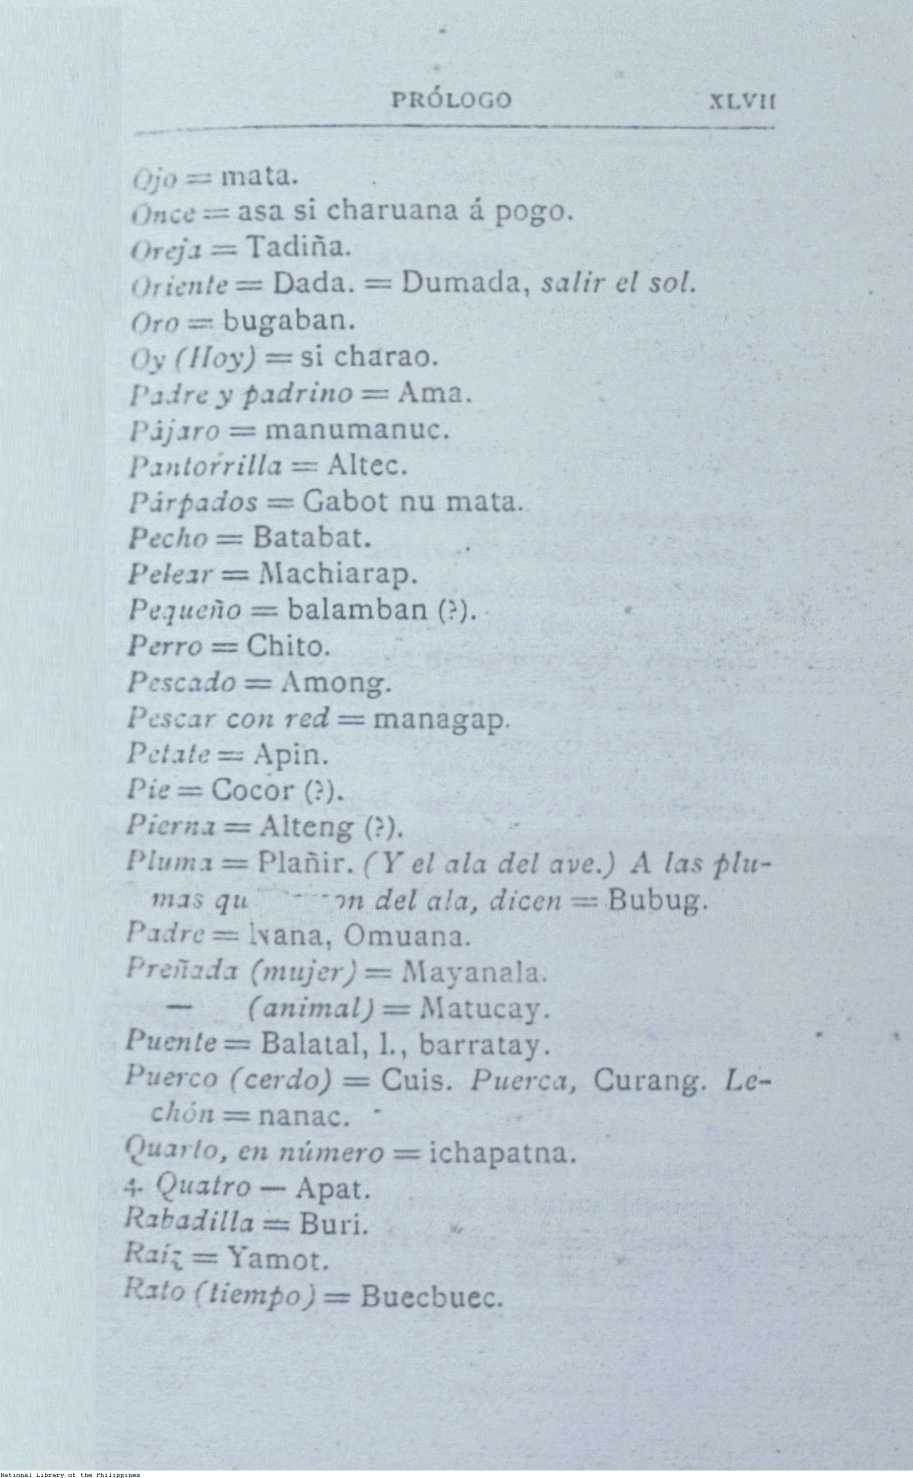 PRÓLOGO XLVII
Ojo = mata.
Once = asa si charuana á pogo.
Oreja = Tadiña.
Oriente = Dada. = Dumada, salir el sol.
Oro = bugaban.
Oy (Hoy) = si charao.
Padre y padrino = Ama.
Pájaro = manumanuc.
Pantorrilla = Altec.
Párpados = Gabot nu mata.
Pecho = Batabat.
Pelear = Machiarap.
Pequeño = balamban (?).
Perro = Chito.
Pescado = Among.
Pescar con red = managap.
Petate = Apin.
Pie = Cocor (?).
Pierna = Alteng (?).
Pluma = Plañir. (Y el ala del ave.) A las plu-
mas qu on del ala, dicen = Bubug.
Padre = Omuana.
Preñada (mujer) = Mayanala.
— (animal) = Matucay.
Puente = Balatal, l., barratay.
Puerco (cerdo) = Cuis. Puerca, Curang. Le-
chón = nanac.
Quarto, en número = ichapatna.
4. Quatro — Apat.
Rabadilla = Buri.
Raíz = Yamot.
Rato (tiempo) = Buecbuec.
National Library of the Philippines